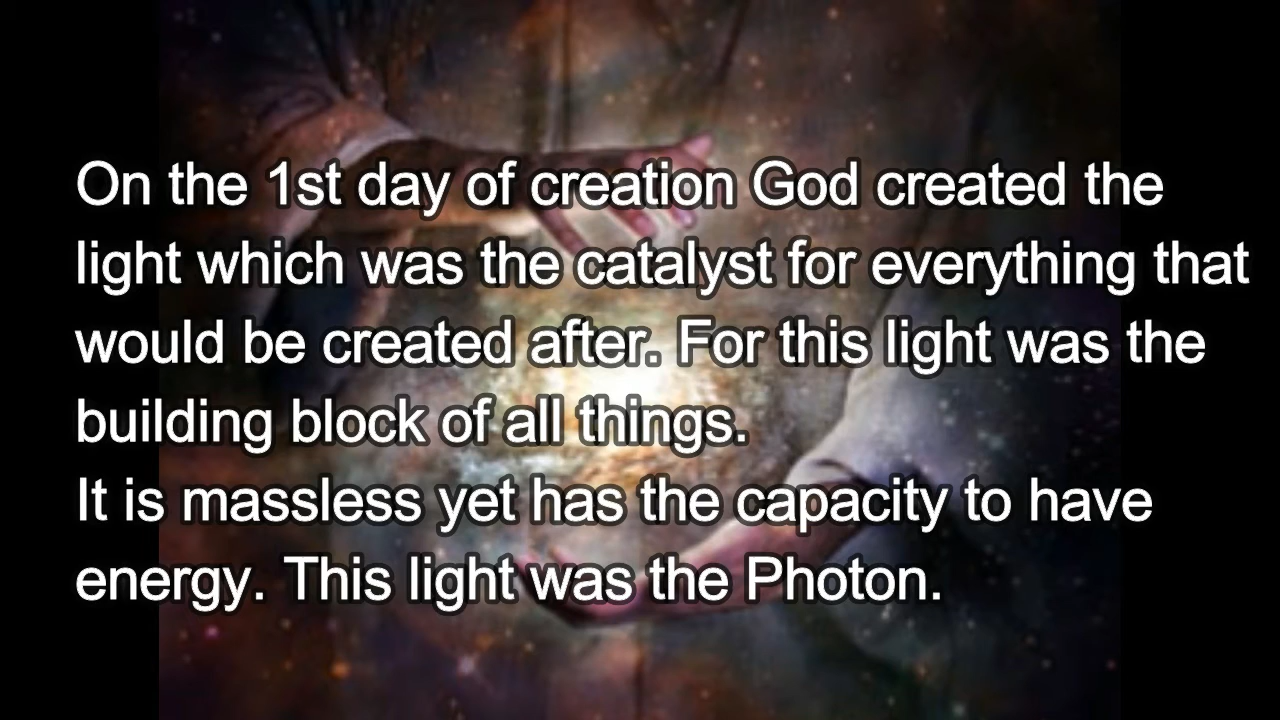 On the 1st day of creation God created the
light which was the catalyst for everything that
would be created after. For this light was the
building block of all things.
It is massless yet has the capacity to have
energy. This light was the Photon.